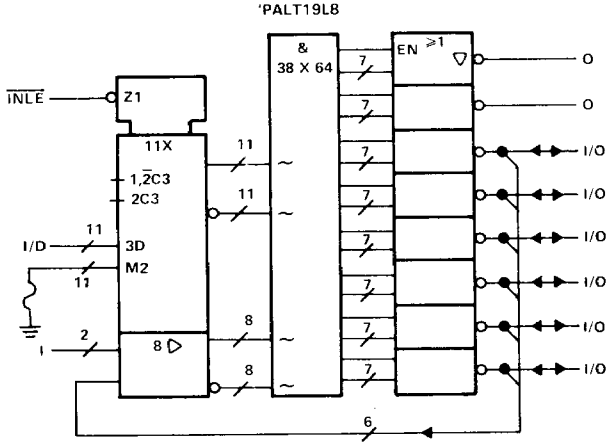 'PALT19L8
&
38 X 64
EN ≥1 ▷
7
O
INLE
Z1
7
O
11X
11
7
I/O
1,2C3
2C3
11
7
I/O
I/D
11
3D
7
I/O
11
M2
7
I/O
I
2
8 ▷
8
7
I/O
8
7
I/O
6